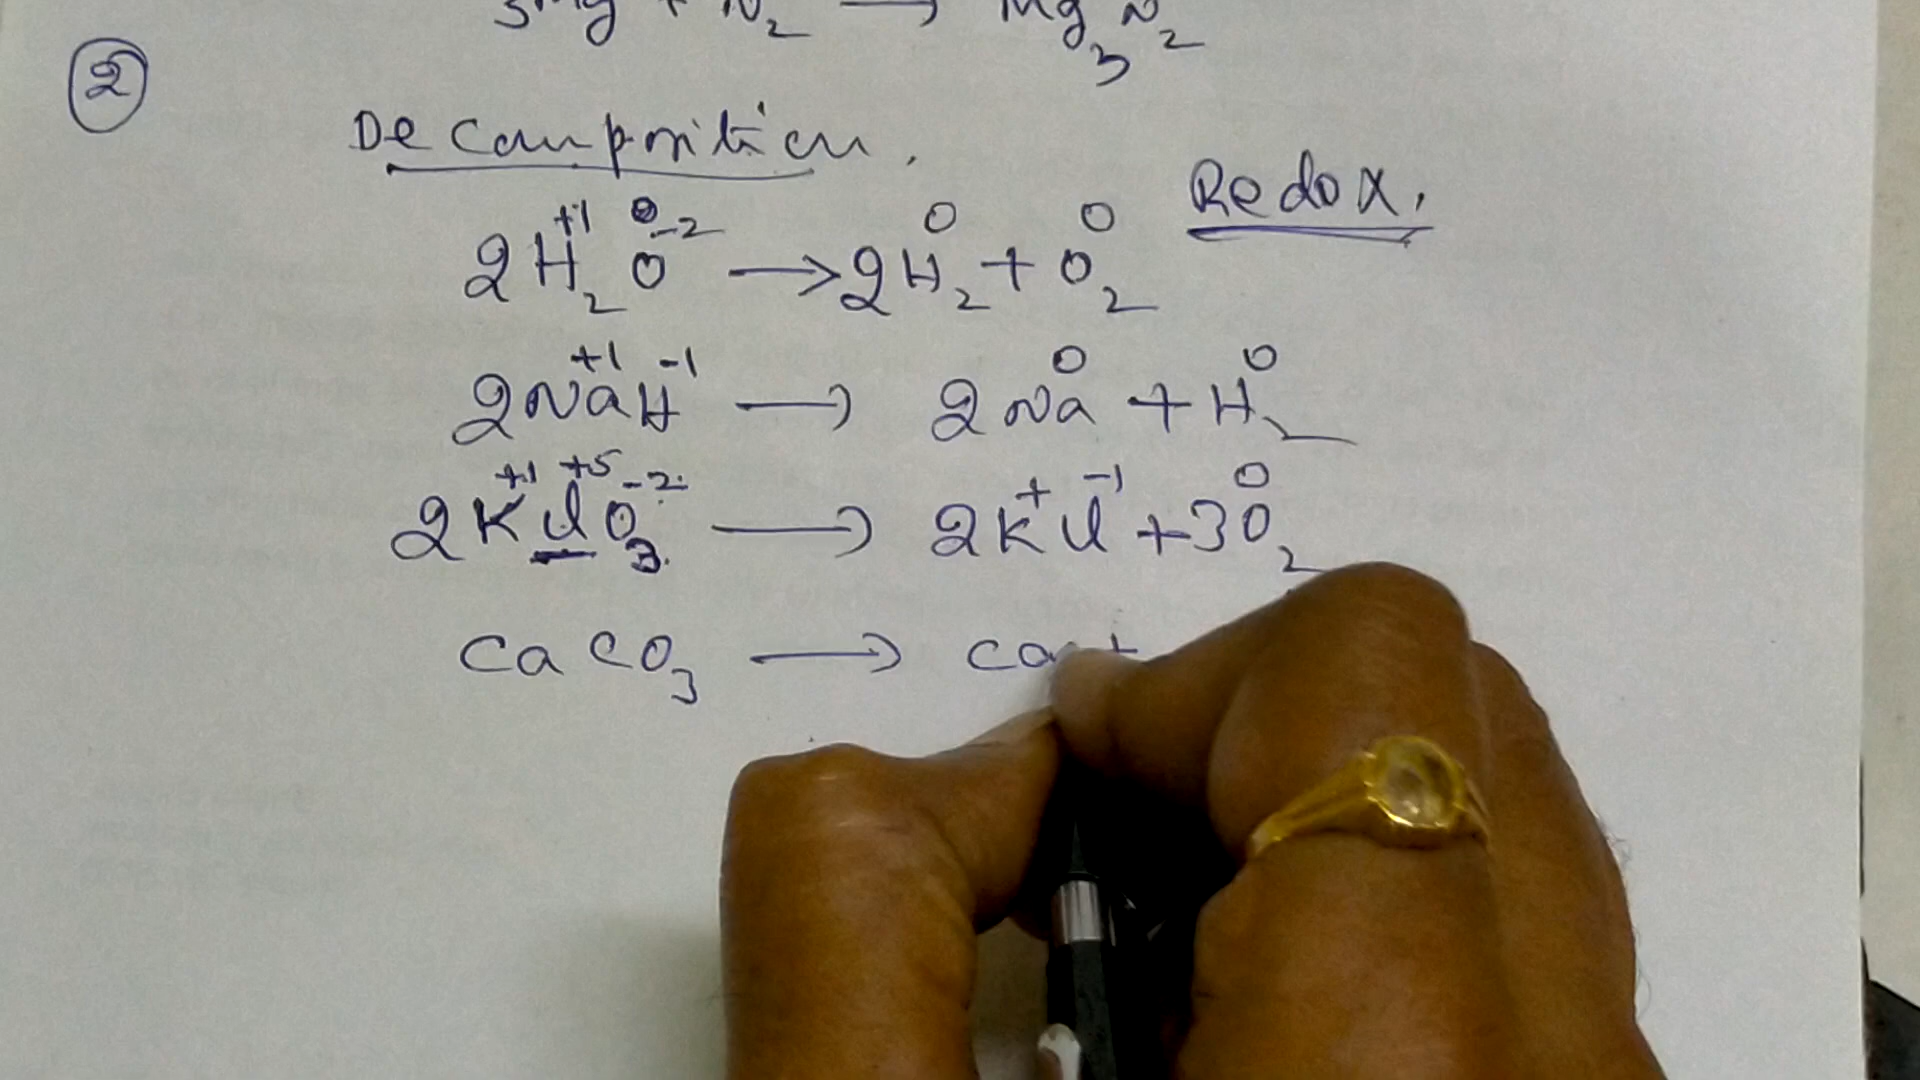 3Mg + N2 → Mg3N2
2
Decomposition.
Redox.
+1 -2 0 0
2H2O → 2H2 + O2
+1 -1 0 0
2NaH → 2Na + H2
+1 +5 -2 + -1 0
2KClO3 → 2KCl + 3O2
CaCO3 → CaO +